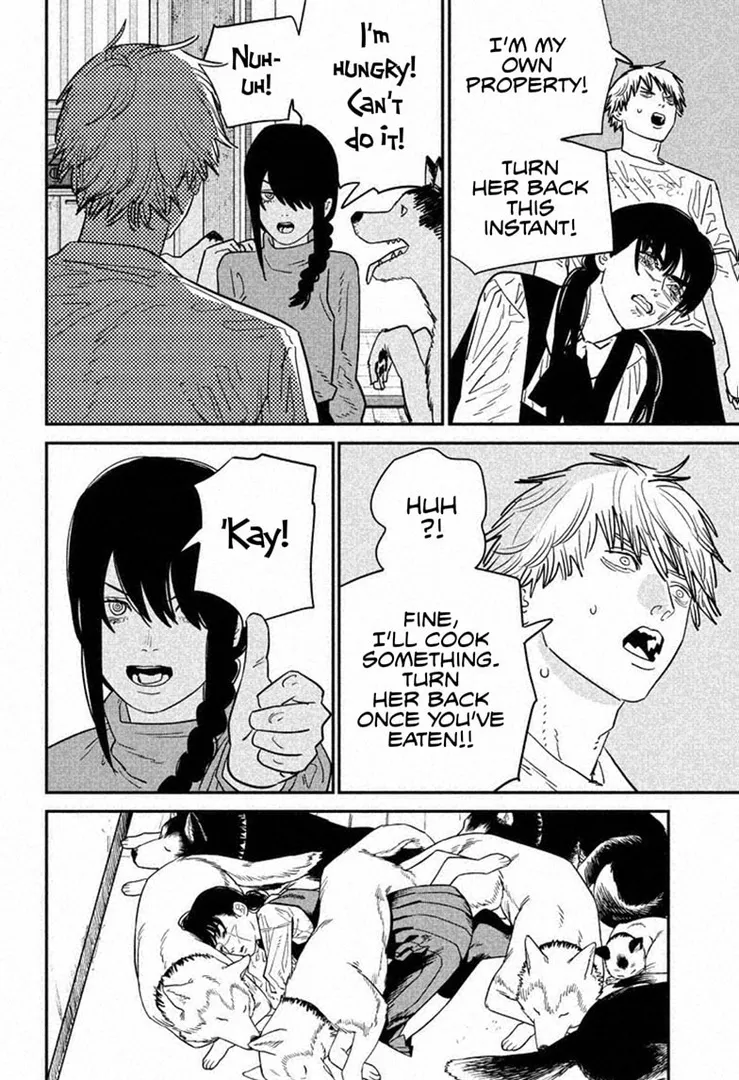 I'M MY
OWN
PROPERTY!
TURN
HER BACK
THIS
INSTANT!
I'm
HUNGRY!
CAN'T
do iT!
NUH-
UH!
HUH
?!
FINE,
I'LL COOK
SOMETHING.
TURN
HER BACK
ONCE YOU'VE
EATEN!!
'Kay!